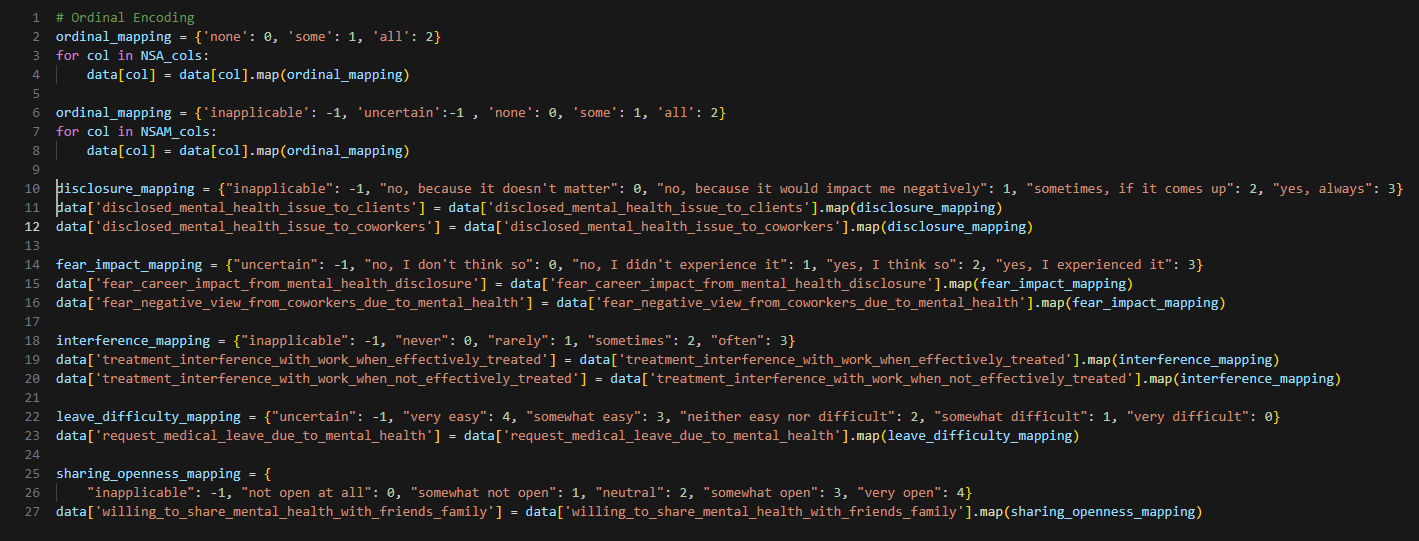 1 # Ordinal Encoding
2 ordinal_mapping = {'none': 0, 'some': 1, 'all': 2}
3 for col in NSA_cols:
4     data[col] = data[col].map(ordinal_mapping)
5
6 ordinal_mapping = {'inapplicable': -1, 'uncertain':-1 , 'none': 0, 'some': 1, 'all': 2}
7 for col in NSAM_cols:
8     data[col] = data[col].map(ordinal_mapping)
9
10 disclosure_mapping = {"inapplicable": -1, "no, because it doesn't matter": 0, "no, because it would impact me negatively": 1, "sometimes, if it comes up": 2, "yes, always": 3}
11 data['disclosed_mental_health_issue_to_clients'] = data['disclosed_mental_health_issue_to_clients'].map(disclosure_mapping)
12 data['disclosed_mental_health_issue_to_coworkers'] = data['disclosed_mental_health_issue_to_coworkers'].map(disclosure_mapping)
13
14 fear_impact_mapping = {"uncertain": -1, "no, I don't think so": 0, "no, I didn't experience it": 1, "yes, I think so": 2, "yes, I experienced it": 3}
15 data['fear_career_impact_from_mental_health_disclosure'] = data['fear_career_impact_from_mental_health_disclosure'].map(fear_impact_mapping)
16 data['fear_negative_view_from_coworkers_due_to_mental_health'] = data['fear_negative_view_from_coworkers_due_to_mental_health'].map(fear_impact_mapping)
17
18 interference_mapping = {"inapplicable": -1, "never": 0, "rarely": 1, "sometimes": 2, "often": 3}
19 data['treatment_interference_with_work_when_effectively_treated'] = data['treatment_interference_with_work_when_effectively_treated'].map(interference_mapping)
20 data['treatment_interference_with_work_when_not_effectively_treated'] = data['treatment_interference_with_work_when_not_effectively_treated'].map(interference_mapping)
21
22 leave_difficulty_mapping = {"uncertain": -1, "very easy": 4, "somewhat easy": 3, "neither easy nor difficult": 2, "somewhat difficult": 1, "very difficult": 0}
23 data['request_medical_leave_due_to_mental_health'] = data['request_medical_leave_due_to_mental_health'].map(leave_difficulty_mapping)
24
25 sharing_openness_mapping = {
26     "inapplicable": -1, "not open at all": 0, "somewhat not open": 1, "neutral": 2, "somewhat open": 3, "very open": 4}
27 data['willing_to_share_mental_health_with_friends_family'] = data['willing_to_share_mental_health_with_friends_family'].map(sharing_openness_mapping)